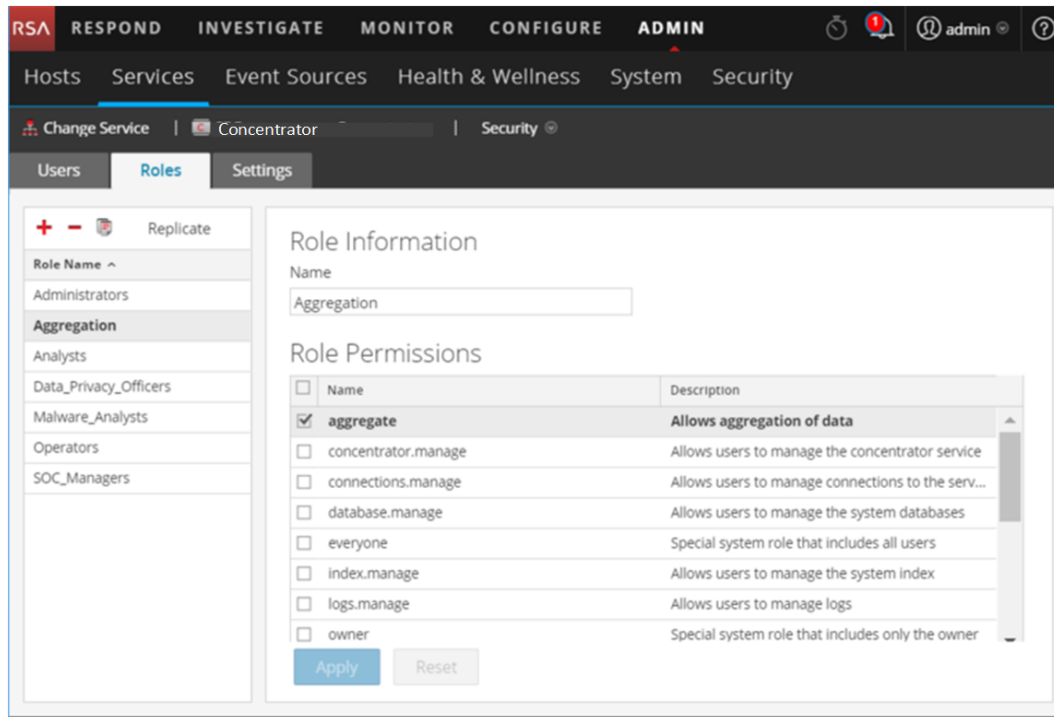 RSA RESPOND INVESTIGATE MONITOR CONFIGURE ADMIN 1 admin ?
Hosts Services Event Sources Health & Wellness System Security
Change Service | C Concentrator | Security
Users Roles Settings
Replicate
Role Name
Administrators
Aggregation
Analysts
Data_Privacy_Officers
Malware_Analysts
Operators
SOC_Managers
Role Information
Name
Aggregation
Role Permissions
Name Description
aggregate Allows aggregation of data
concentrator.manage Allows users to manage the concentrator service
connections.manage Allows users to manage connections to the serv...
database.manage Allows users to manage the system databases
everyone Special system role that includes all users
index.manage Allows users to manage the system index
logs.manage Allows users to manage logs
owner Special system role that includes only the owner
Apply Reset